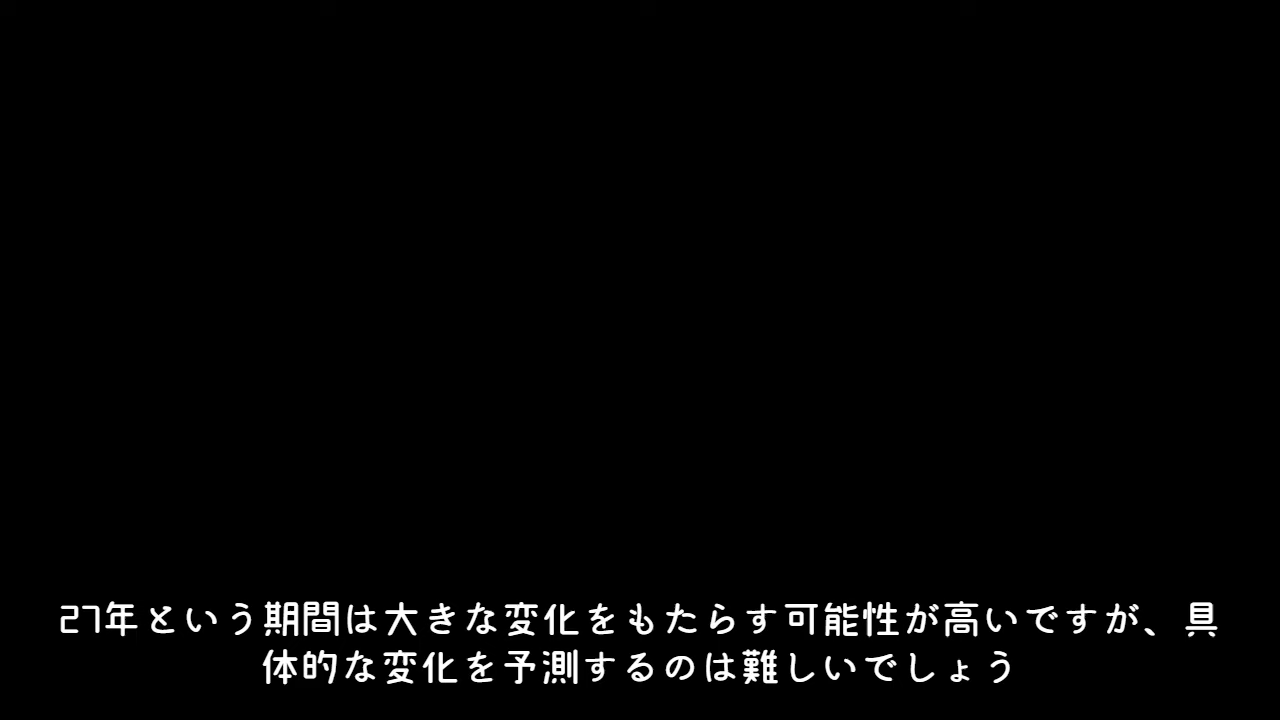 27年という期間は大きな変化をもたらす可能性が高いですが、具
体的な変化を予測するのは難しいでしょう